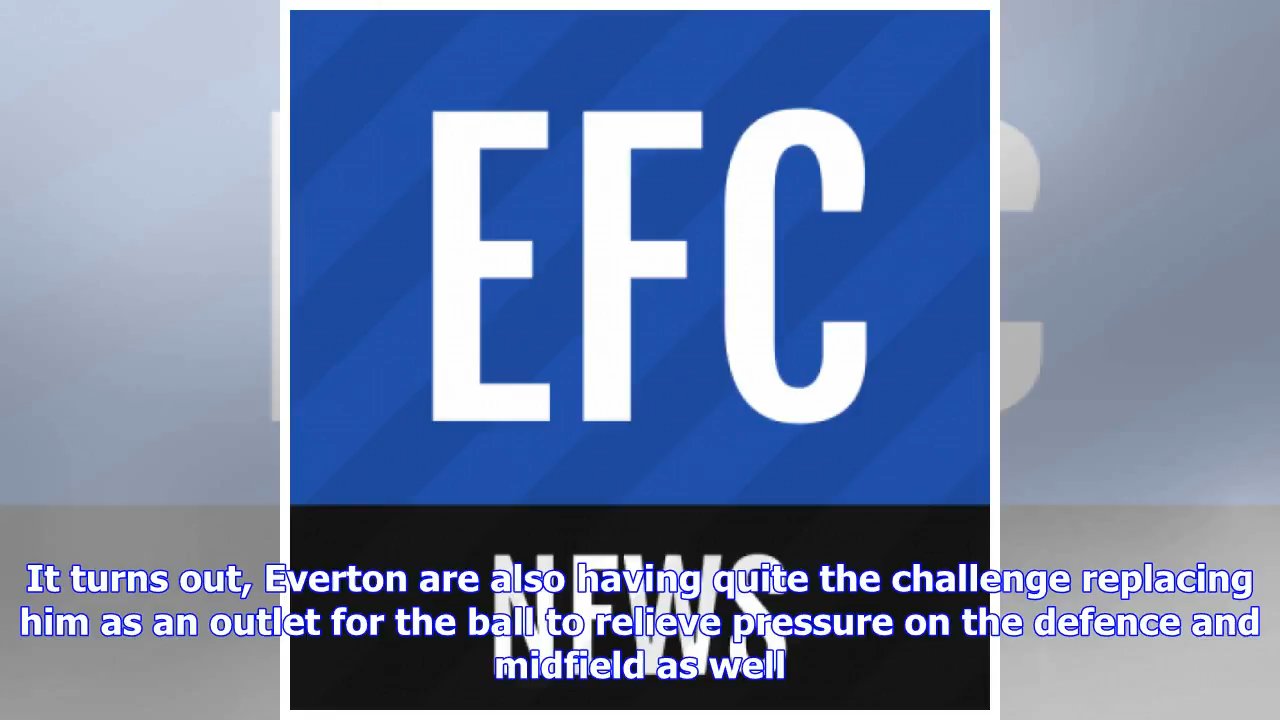 EFC
NEWS
It turns out, Everton are also having quite the challenge replacing
him as an outlet for the ball to relieve pressure on the defence and
midfield as well